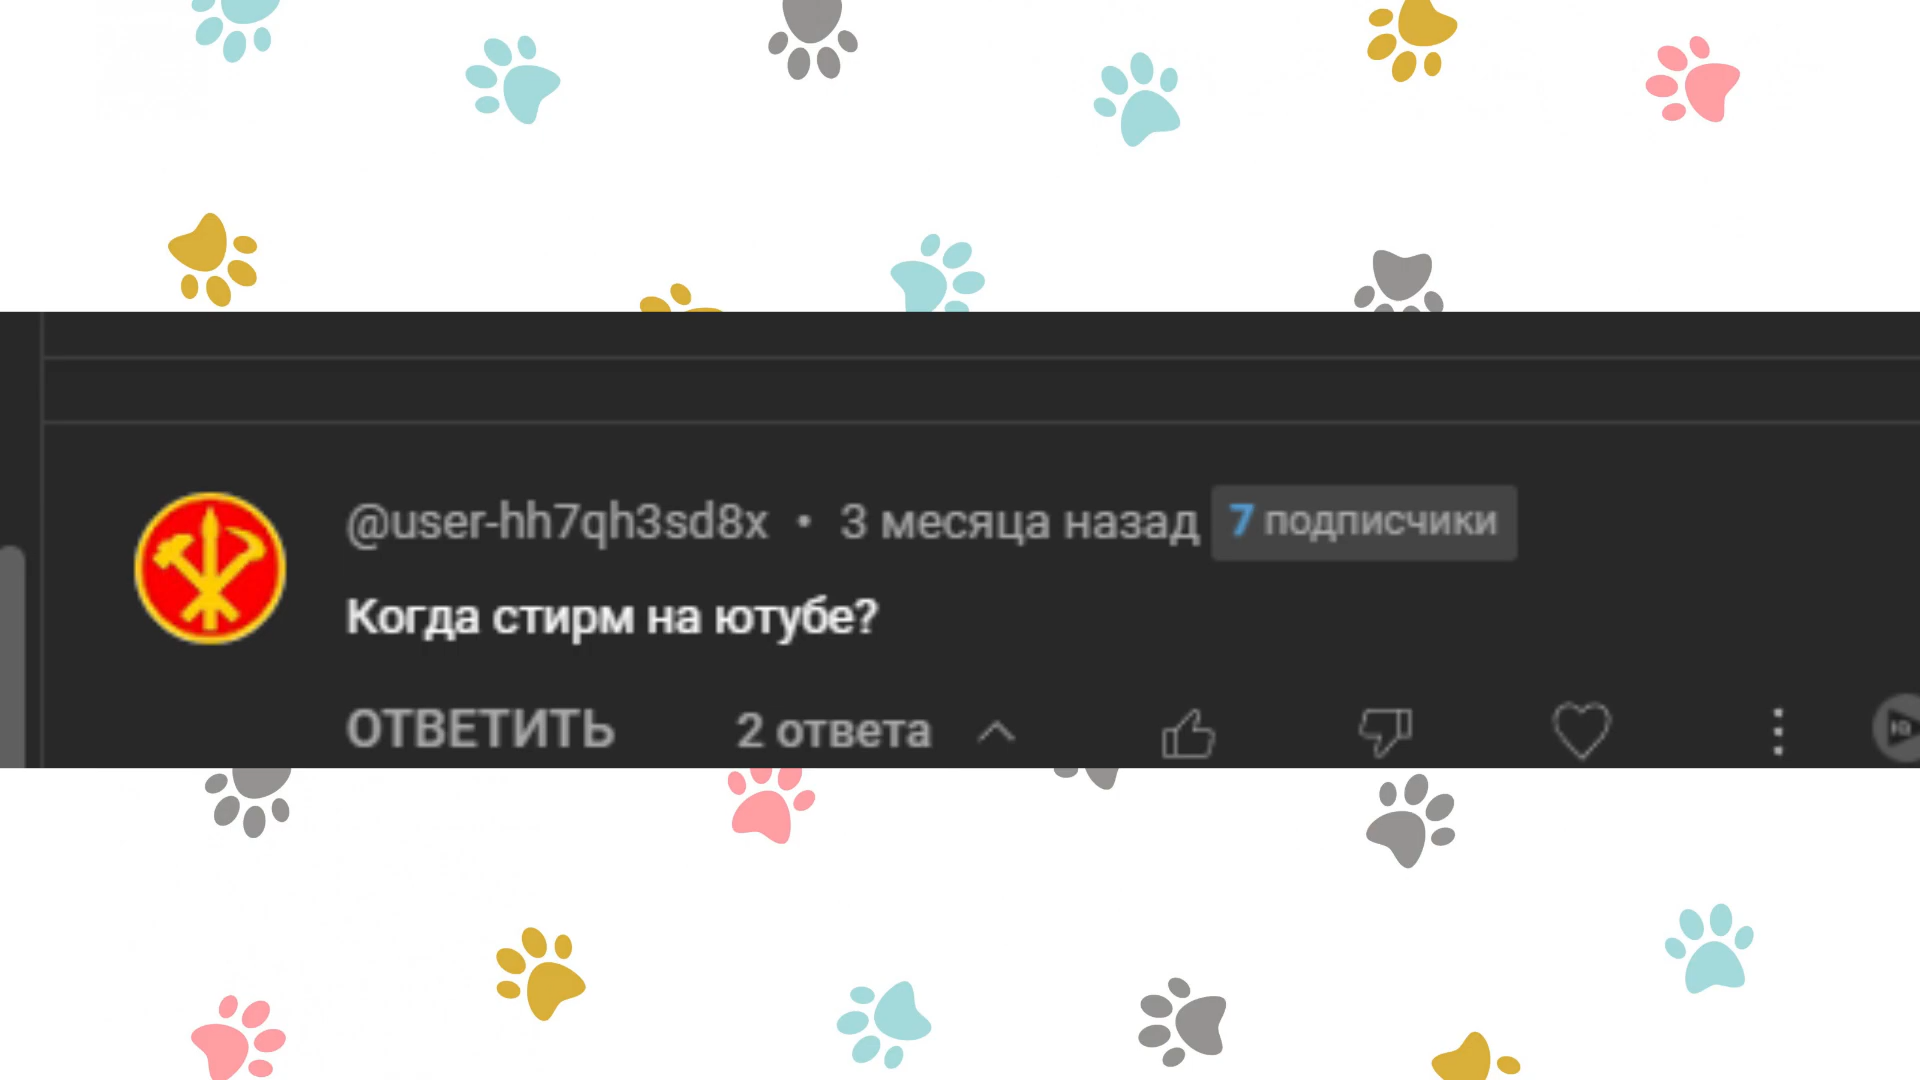 @user-hh7qh3sd8x • 3 месяца назад 7 подписчики
Когда стирм на ютубе?
ОТВЕТИТЬ 2 ответа